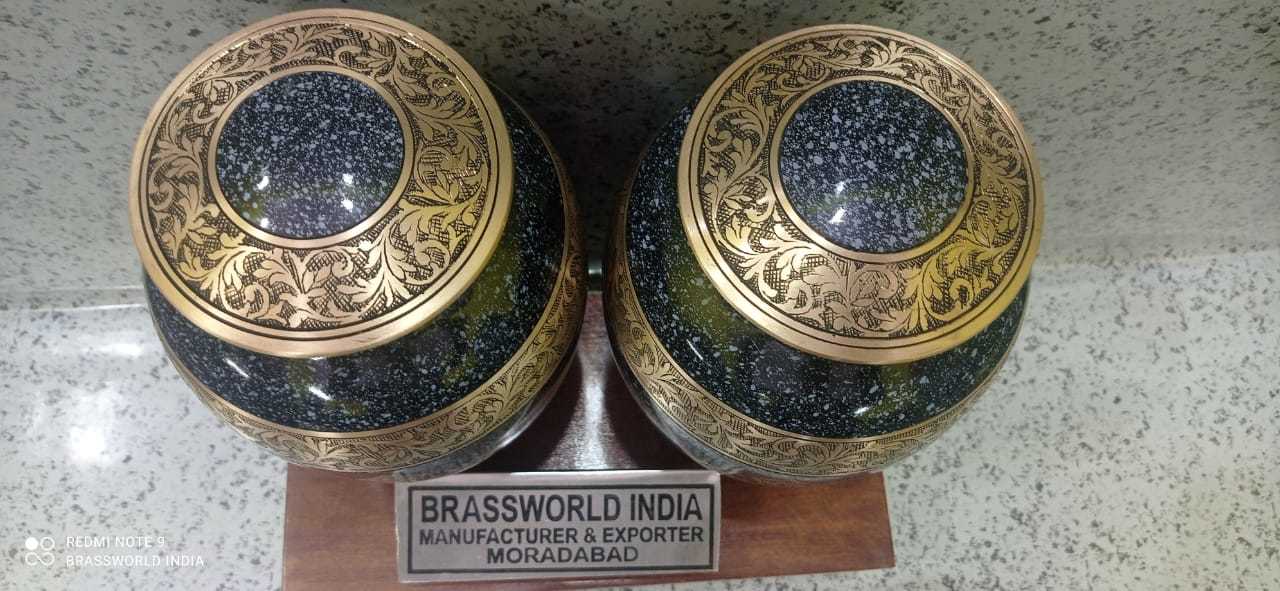 BRASSWORLD INDIA
MANUFACTURER & EXPORTER
MORADABAD
REDMI NOTE 9
BRASSWORLD INDIA